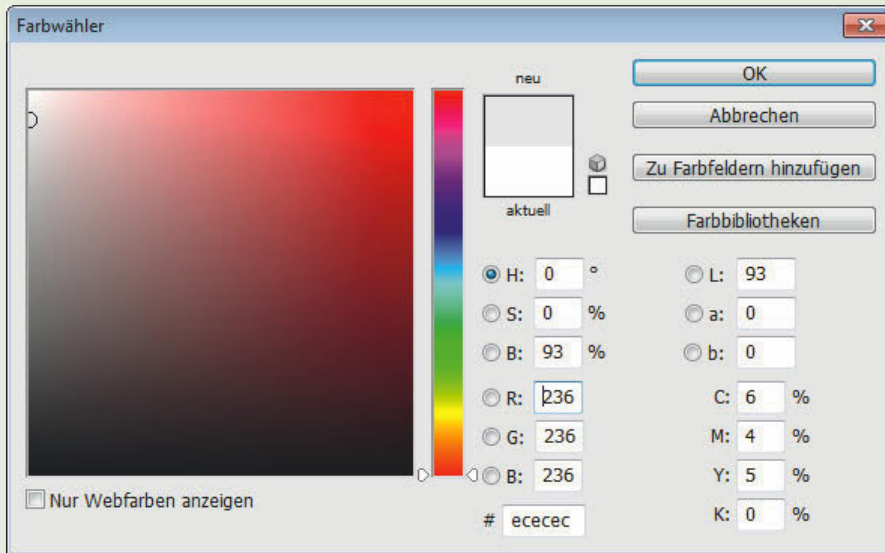 Farbwähler
neu
aktuell
OK
Abbrechen
Zu Farbfeldern hinzufügen
Farbbibliotheken
H: 0 °
S: 0 %
B: 93 %
R: 236
G: 236
B: 236
# ececec
L: 93
a: 0
b: 0
C: 6 %
M: 4 %
Y: 5 %
K: 0 %
Nur Webfarben anzeigen